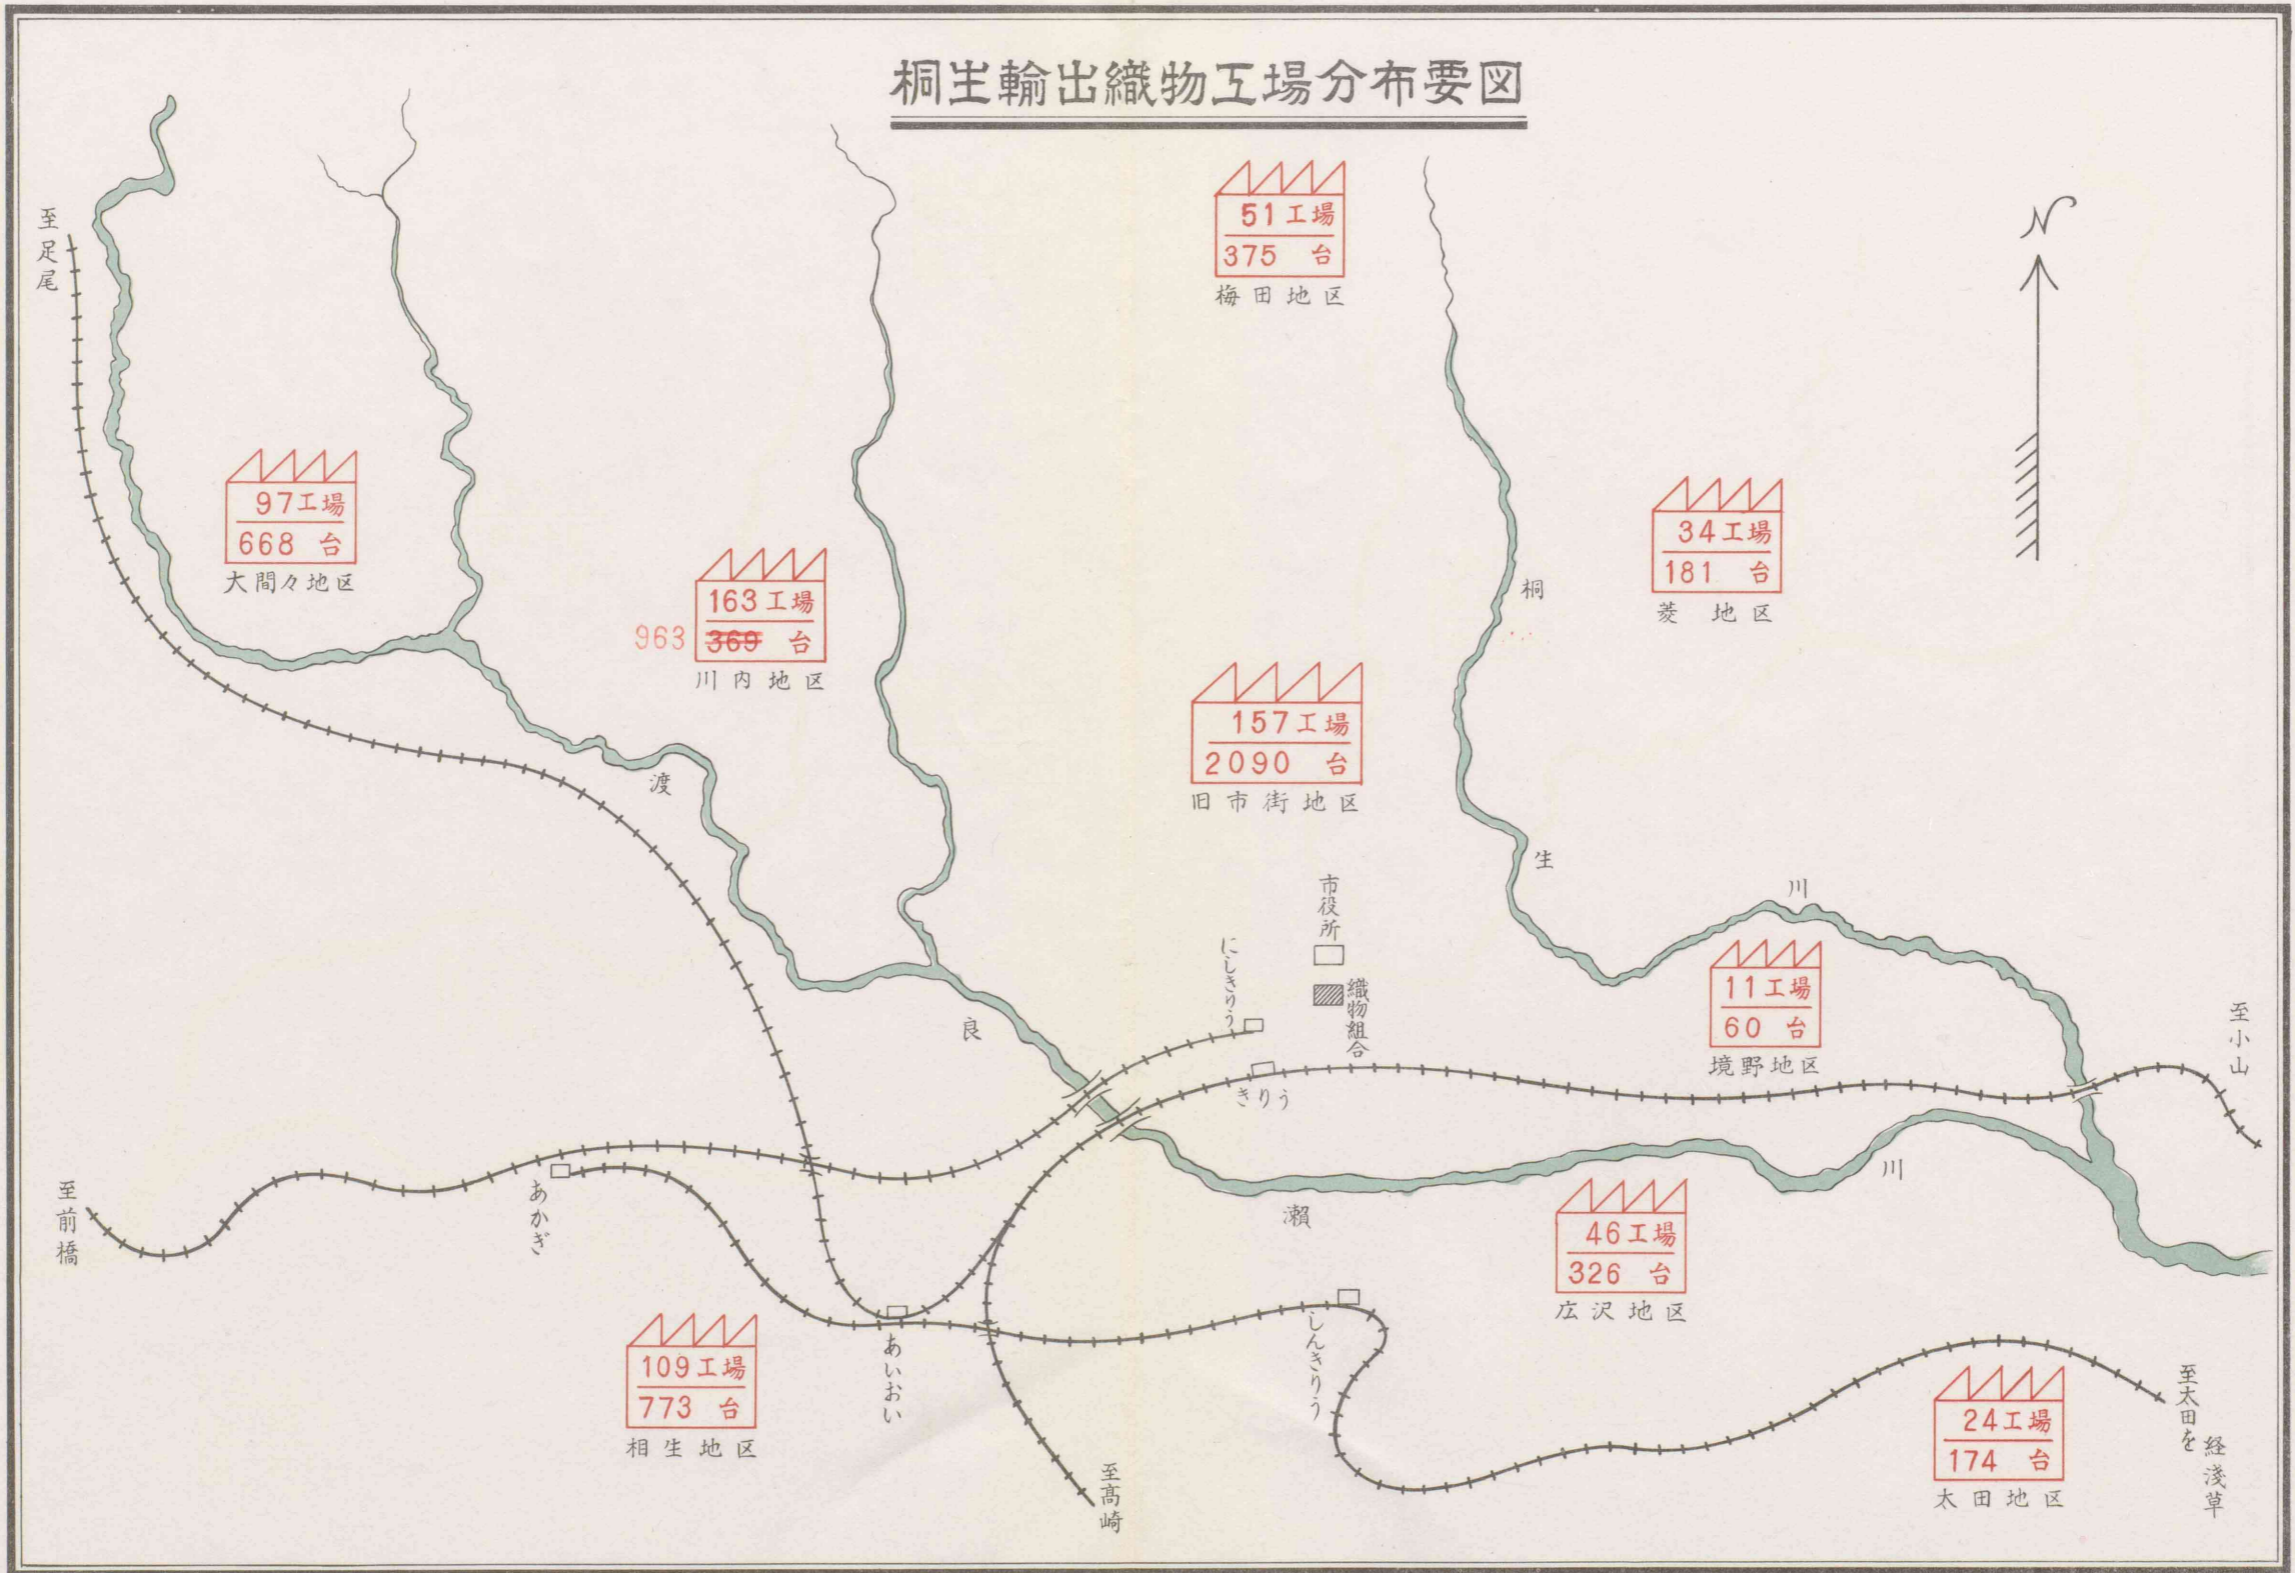 桐生輸出織物工場分布要図
至足尾
51工場
375 台
梅田地区
N
97工場
668 台
大間々地区
34工場
181 台
菱地区
163工場
963 369 台
川内地区
157工場
2090 台
旧市街地区
桐
生
川
渡
良
瀬
川
市役所
織物組合
にしきりう
きりう
11工場
60 台
境野地区
至小山
至前橋
あかぎ
46工場
326 台
広沢地区
109工場
773 台
相生地区
あいおい
しんきりう
至高崎
24工場
174 台
太田地区
至太田を
経淺草